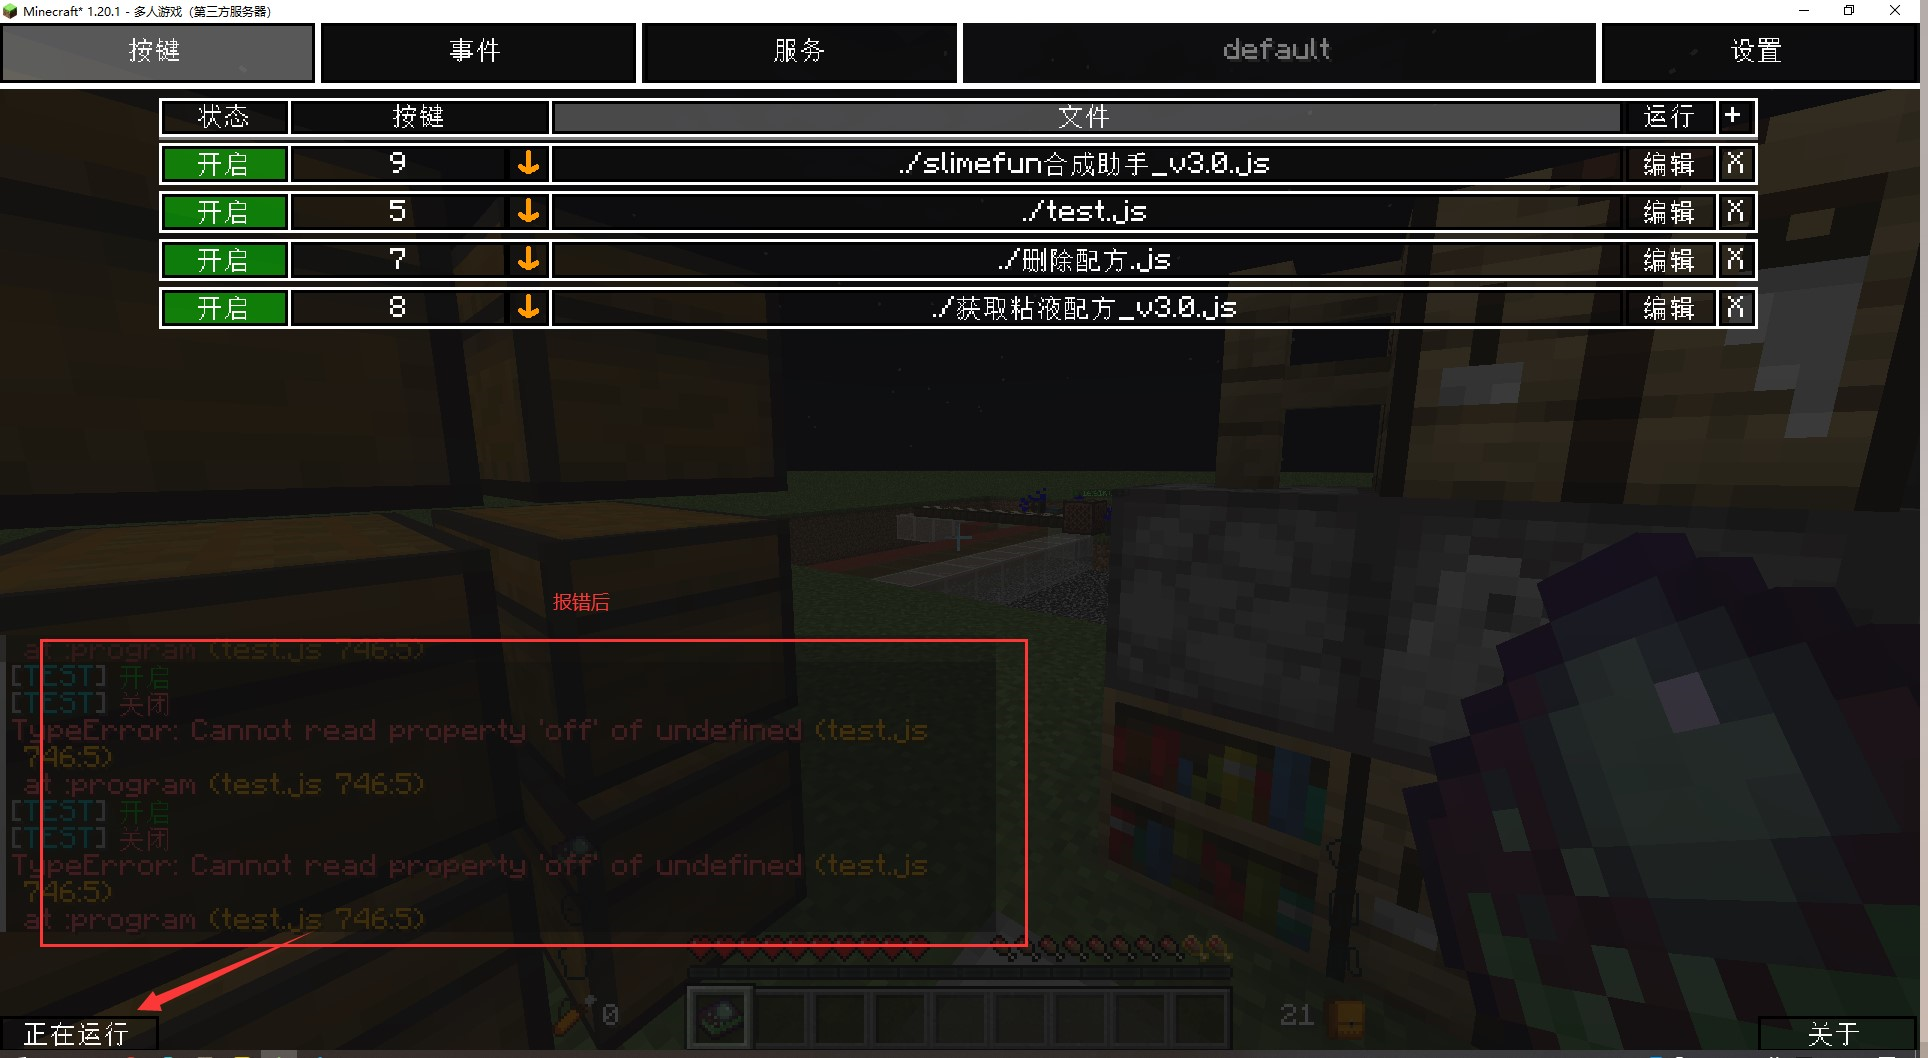 Minecraft* 1.20.1 - 多人游戏（第三方服务器）
按键 事件 服务 default 设置
状态 按键 文件 运行 +
开启 9 ./slimefun合成助手_v3.0.js 编辑 X
开启 5 ./test.js 编辑 X
开启 7 ./删除配方.js 编辑 X
开启 8 ./获取粘液配方_v3.0.js 编辑 X
报错后
at :program (test.js 746:5)
[TEST] 开启
[TEST] 关闭
TypeError: Cannot read property 'off' of undefined (test.js
746:5)
at :program (test.js 746:5)
[TEST] 开启
[TEST] 关闭
TypeError: Cannot read property 'off' of undefined (test.js
746:5)
at :program (test.js 746:5)
0 21
正在运行 关于